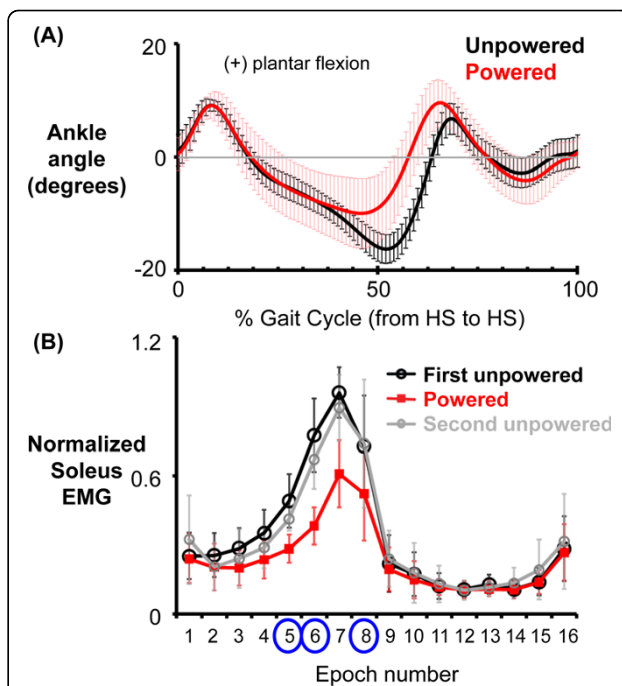 (A)
20
(+) plantar flexion
Unpowered
Powered
Ankle
angle
(degrees)
0
-20
0
50
100
% Gait Cycle (from HS to HS)
(B)
1.2
First unpowered
Powered
Second unpowered
Normalized
Soleus
EMG
0.6
0
1 2 3 4 5 6 7 8 9 10 11 12 13 14 15 16
Epoch number